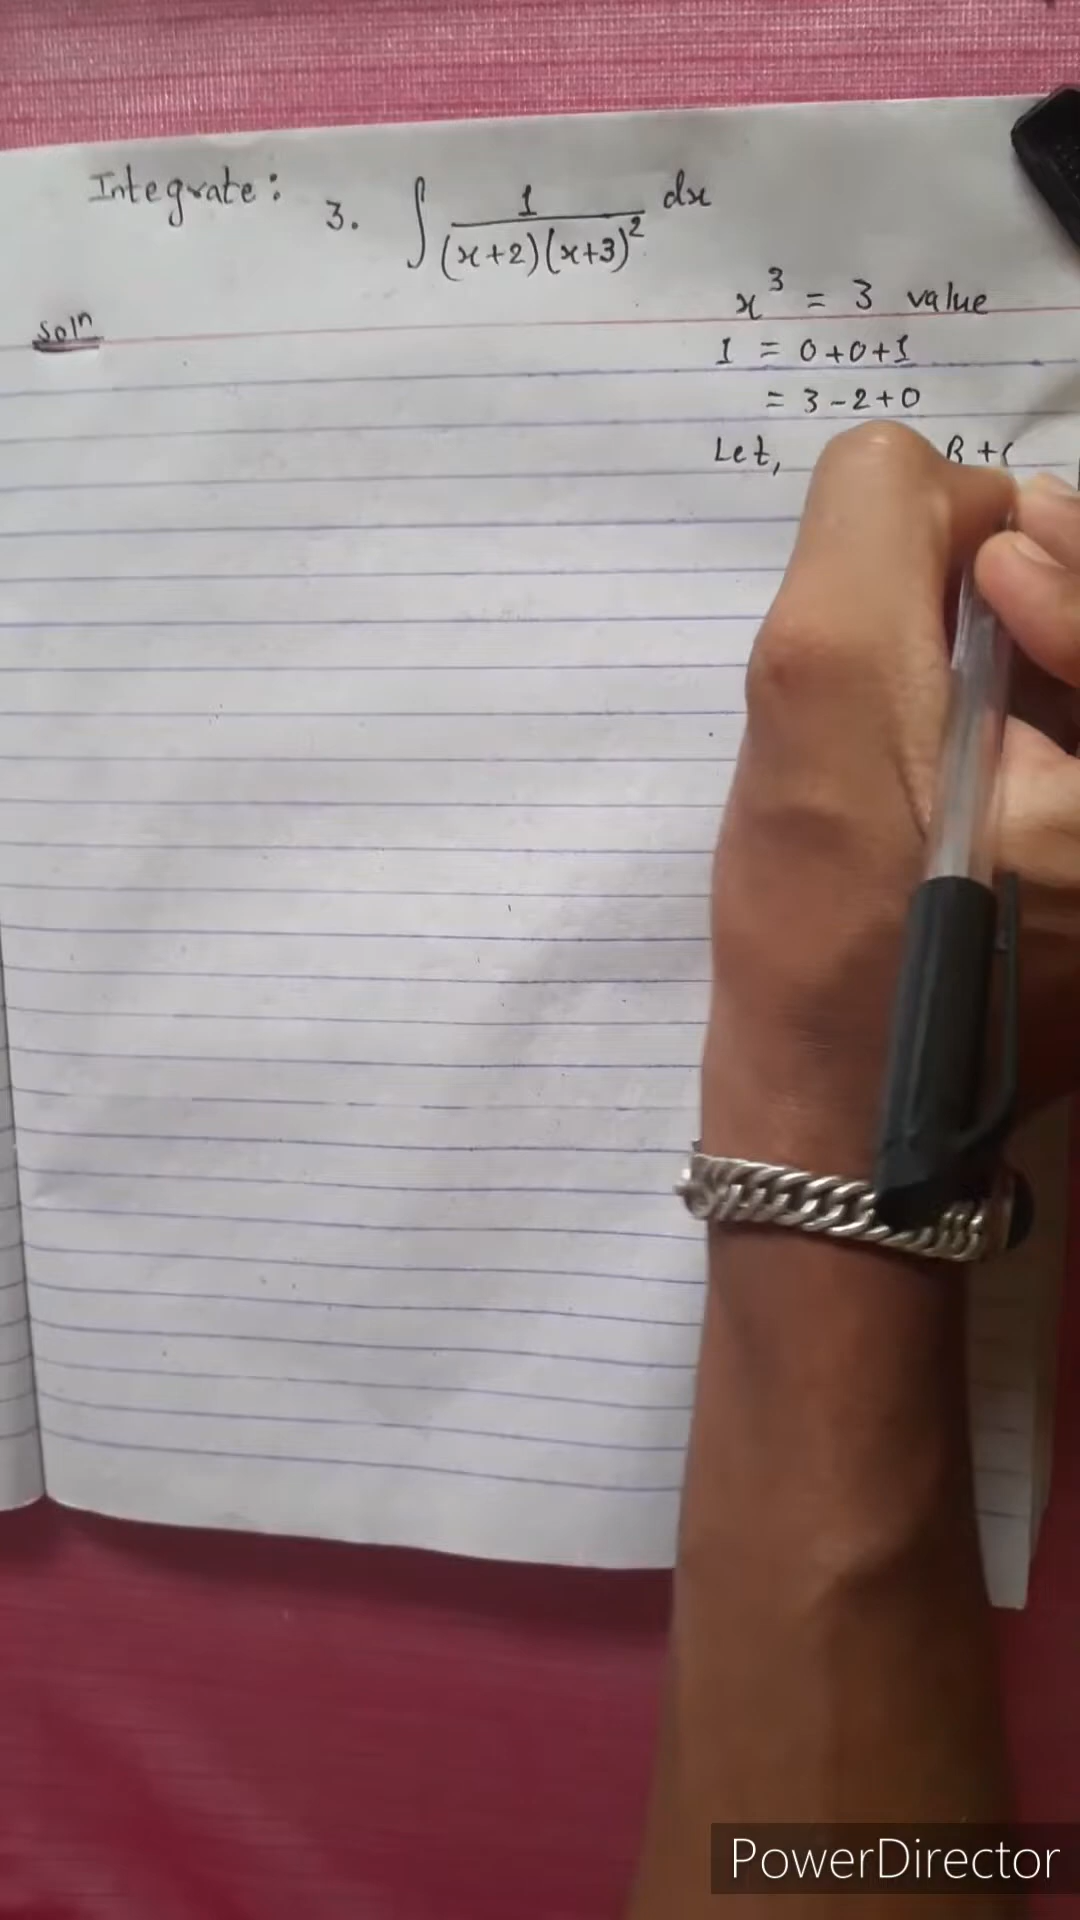 Integrate: 3. ∫ 1/((x+2)(x+3)²) dx
Soln
x³ = 3 value
1 = 0+0+1
= 3-2+0
Let, B + C
PowerDirector